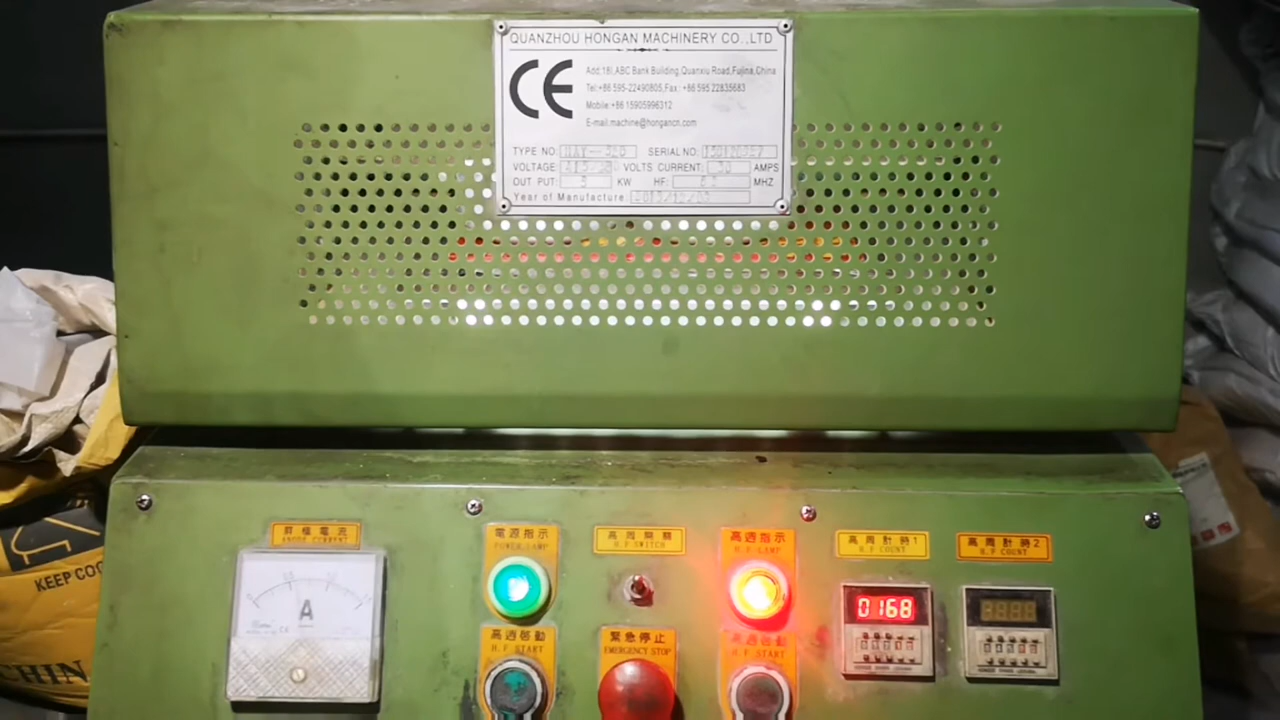 QUANZHOU HONGAN MACHINERY CO.,LTD
CE
Add:16l,ABC Bank Building,Quanxiu Road,Fujina,China
Tel:+86 595-22490805,Fax: +86 595 22835683
Mobile:+86 15905996312
E-mail:machine@hongancn.com
TYPE NO: SERIAL NO:
VOLTAGE: VOLTS CURRENT: AMPS
OUT PUT: KW HF: MHZ
Year of Manufacture:
屏極電流
ANODE CURRENT
電源指示
POWER LAMP
高周開關
H.F SWITCH
高週指示
H.F LAMP
高周計時1
H.F COUNT
高周計時2
H.F COUNT
A
0168
高週啓動
H.F START
緊急停止
EMERGENCY STOP
高週啓動
H.F START
KEEP COO
CHIN